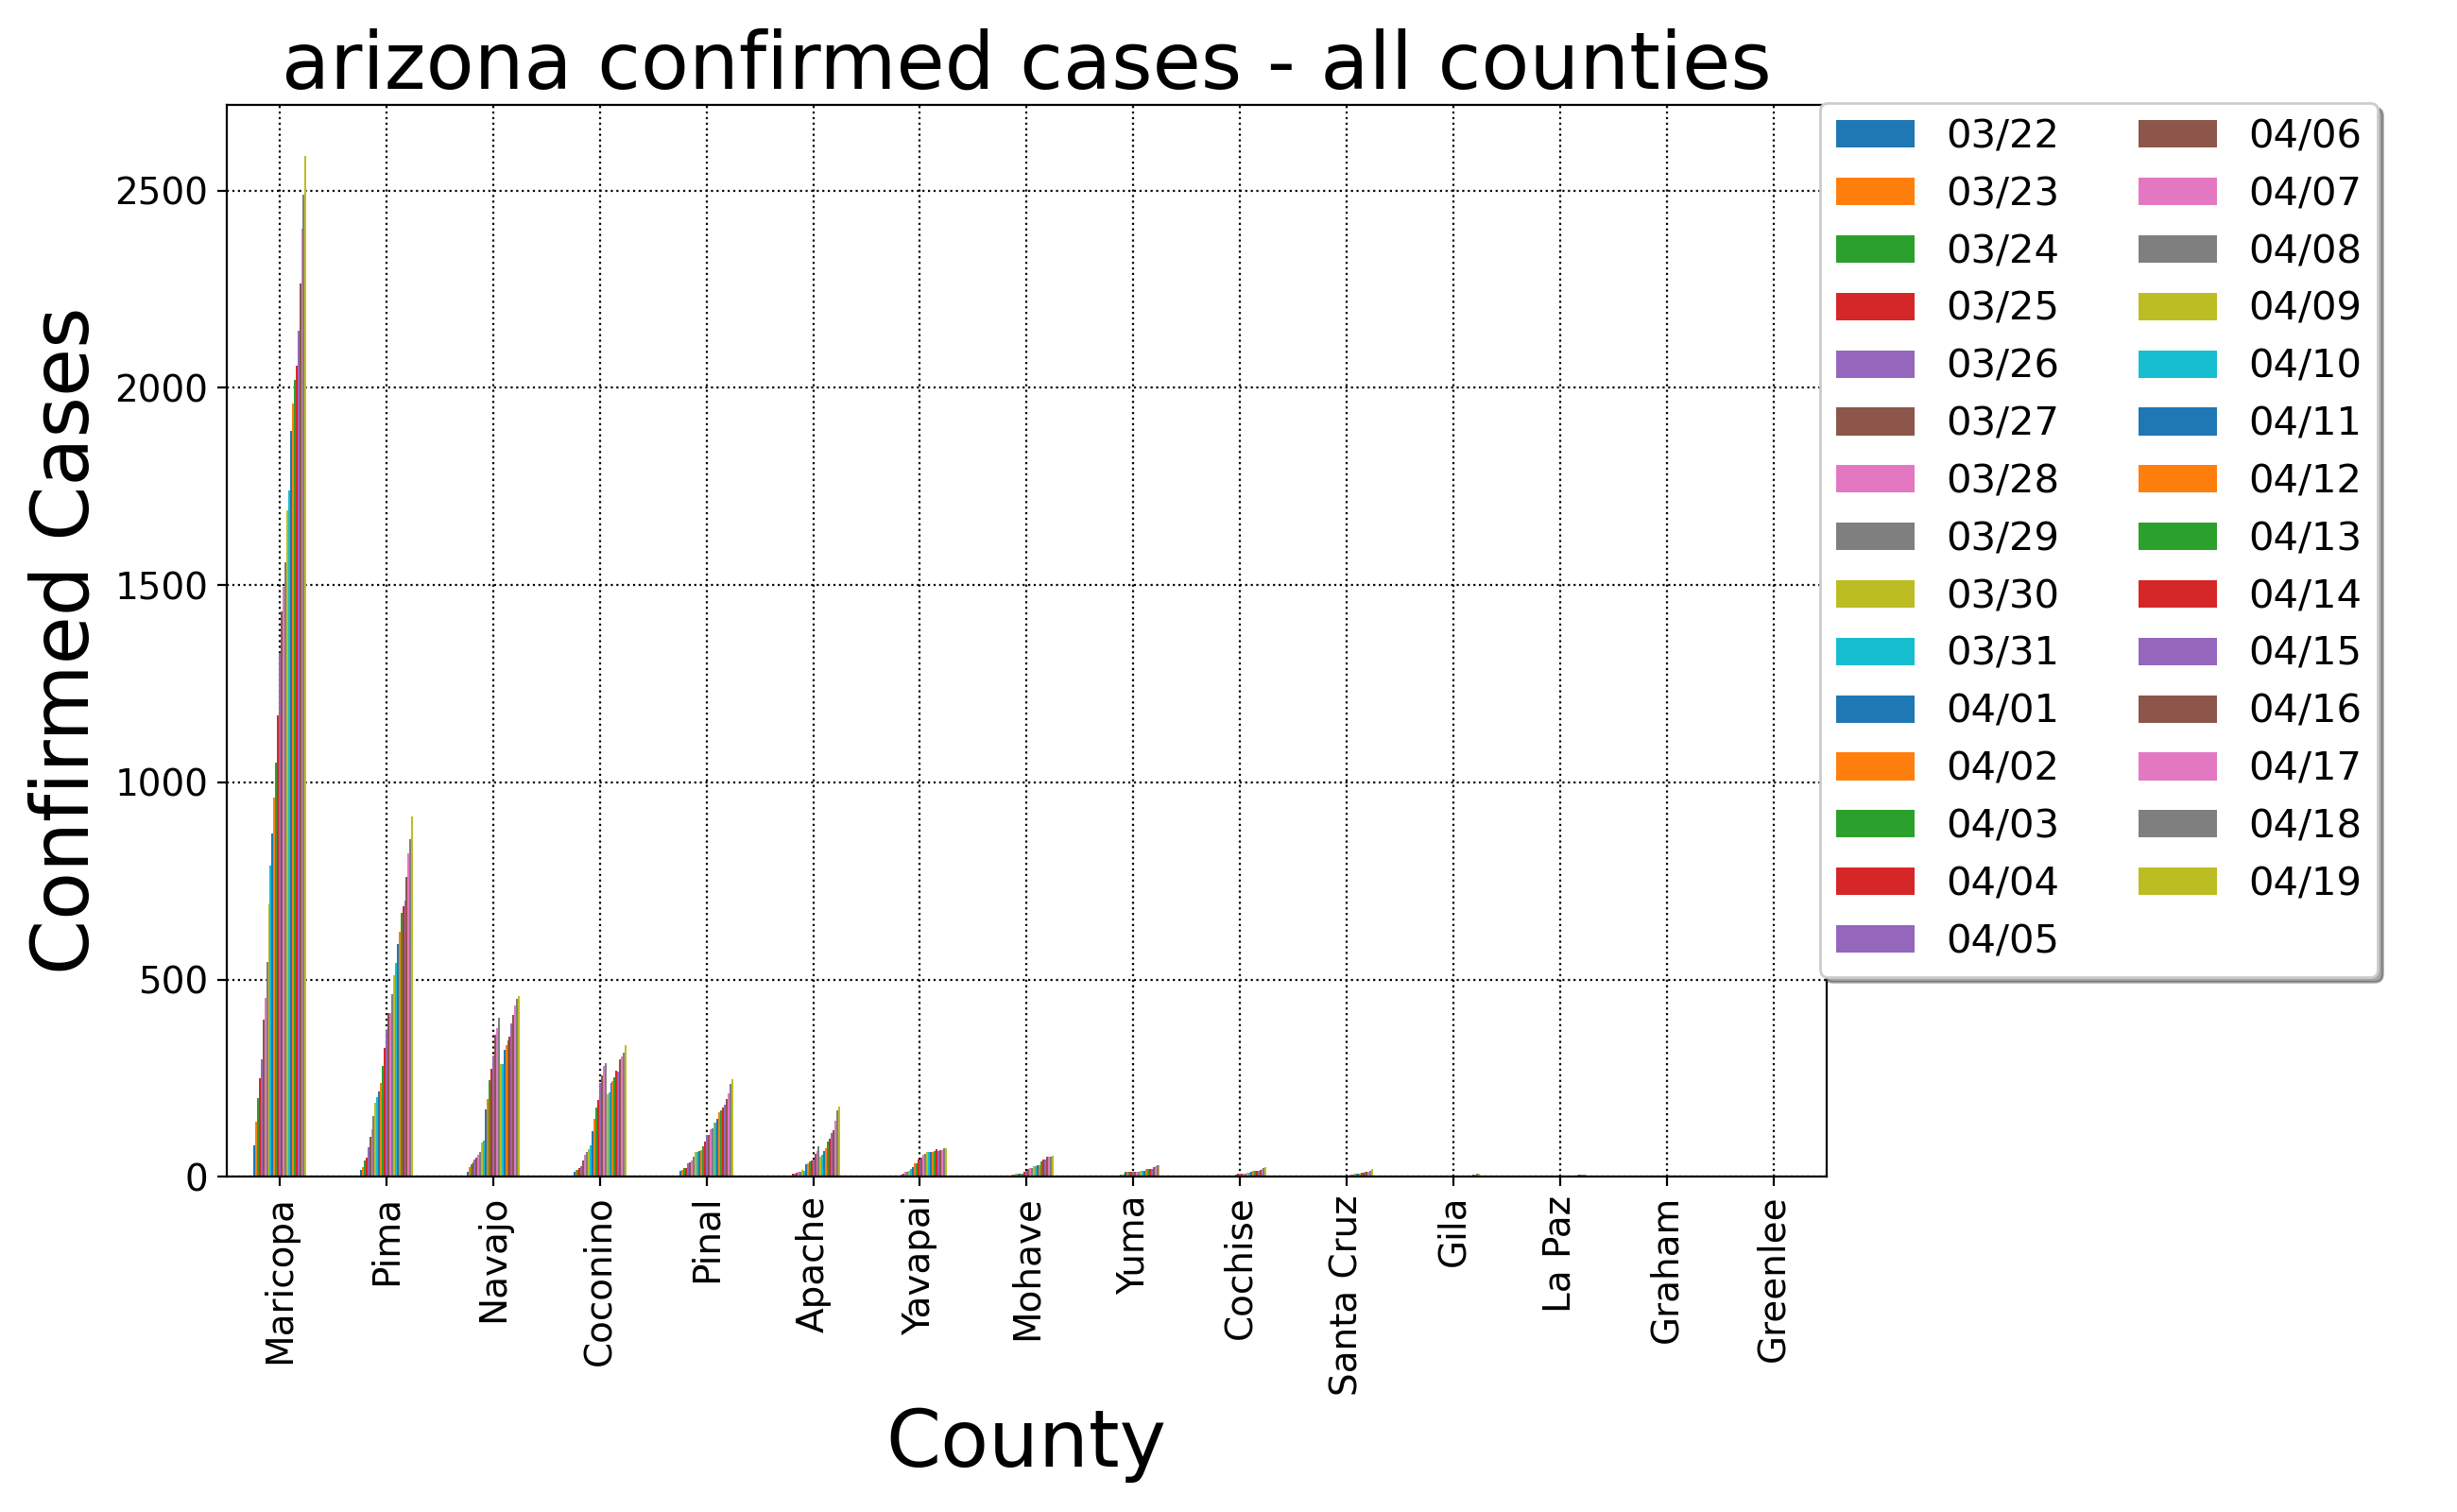 arizona confirmed cases - all counties
Confirmed Cases
2500
2000
1500
1000
500
0
Maricopa
Pima
Navajo
Coconino
Pinal
Apache
Yavapai
Mohave
Yuma
Cochise
Santa Cruz
Gila
La Paz
Graham
Greenlee
County
03/22
03/23
03/24
03/25
03/26
03/27
03/28
03/29
03/30
03/31
04/01
04/02
04/03
04/04
04/05
04/06
04/07
04/08
04/09
04/10
04/11
04/12
04/13
04/14
04/15
04/16
04/17
04/18
04/19